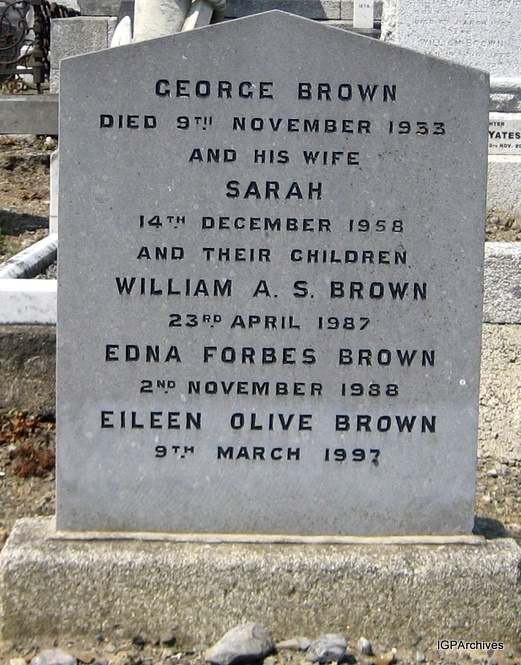 GEORGE BROWN
DIED 9TH NOVEMBER 1933
AND HIS WIFE
SARAH
14TH DECEMBER 1958
AND THEIR CHILDREN
WILLIAM A. S. BROWN
23RD APRIL 1987
EDNA FORBES BROWN
2ND NOVEMBER 1988
EILEEN OLIVE BROWN
9TH MARCH 1997
YATES
IGPArchives